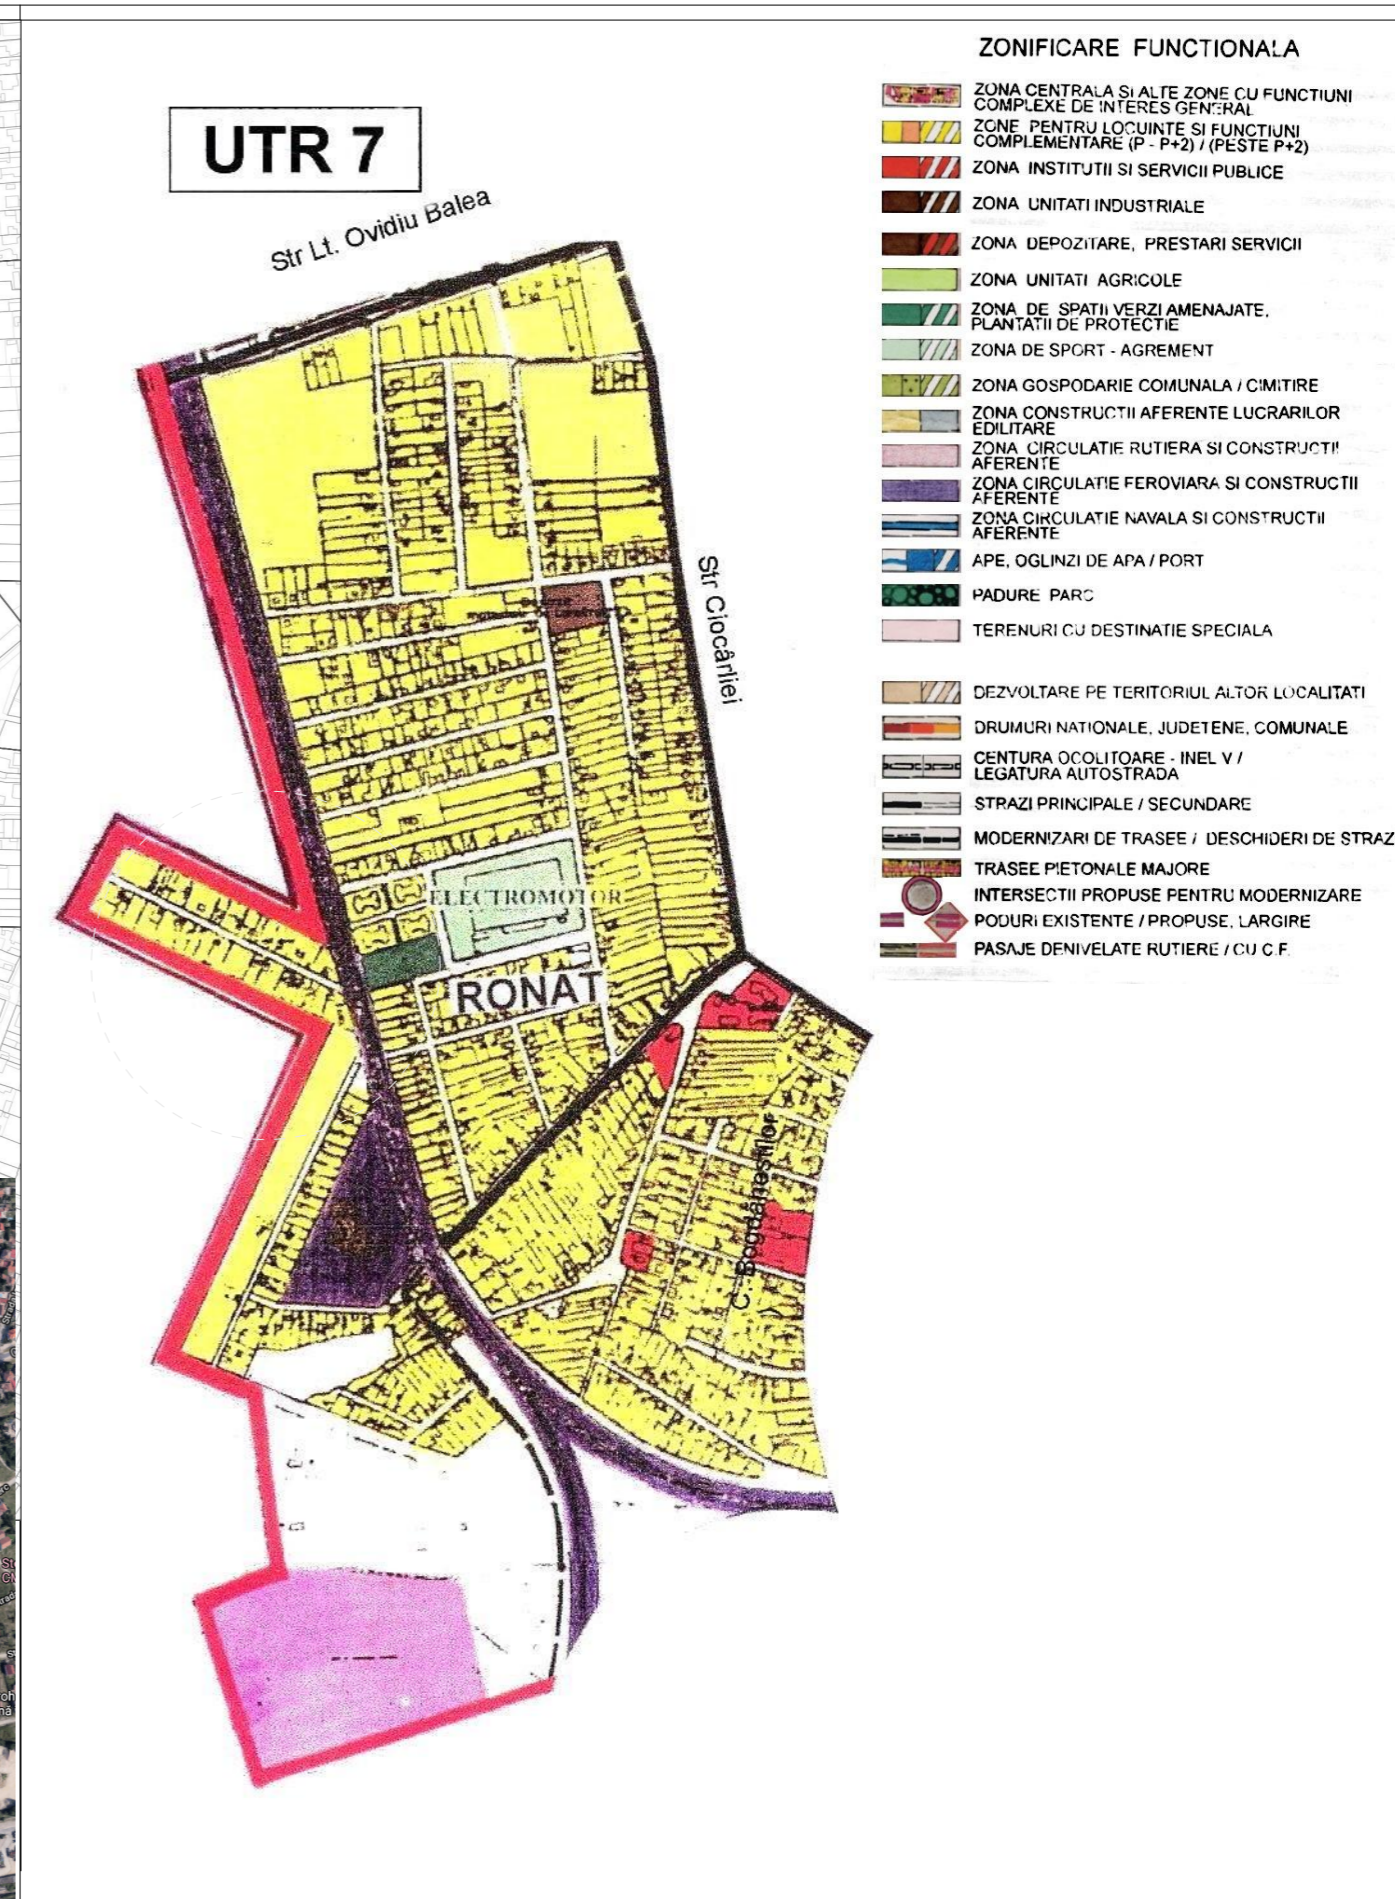 UTR 7
Str Lt. Ovidiu Balea
Str Ciocârliei
ELECTROMOTOR
RONAT
C. Bogdăneștilor
ZONIFICARE FUNCTIONALA
ZONA CENTRALA SI ALTE ZONE CU FUNCTIUNI
COMPLEXE DE INTERES GENERAL
ZONE PENTRU LOCUINTE SI FUNCTIUNI
COMPLEMENTARE (P - P+2) / (PESTE P+2)
ZONA INSTITUTII SI SERVICII PUBLICE
ZONA UNITATI INDUSTRIALE
ZONA DEPOZITARE, PRESTARI SERVICII
ZONA UNITATI AGRICOLE
ZONA DE SPATII VERZI AMENAJATE,
PLANTATII DE PROTECTIE
ZONA DE SPORT - AGREMENT
ZONA GOSPODARIE COMUNALA / CIMITIRE
ZONA CONSTRUCTII AFERENTE LUCRARILOR
EDILITARE
ZONA CIRCULATIE RUTIERA SI CONSTRUCTII
AFERENTE
ZONA CIRCULATIE FEROVIARA SI CONSTRUCTII
AFERENTE
ZONA CIRCULATIE NAVALA SI CONSTRUCTII
AFERENTE
APE, OGLINZI DE APA / PORT
PADURE PARC
TERENURI CU DESTINATIE SPECIALA
DEZVOLTARE PE TERITORIUL ALTOR LOCALITATI
DRUMURI NATIONALE, JUDETENE, COMUNALE
CENTURA OCOLITOARE - INEL V /
LEGATURA AUTOSTRADA
STRAZI PRINCIPALE / SECUNDARE
MODERNIZARI DE TRASEE / DESCHIDERI DE STRAZ
TRASEE PIETONALE MAJORE
INTERSECTII PROPUSE PENTRU MODERNIZARE
PODURI EXISTENTE / PROPUSE, LARGIRE
PASAJE DENIVELATE RUTIERE / CU C.F.